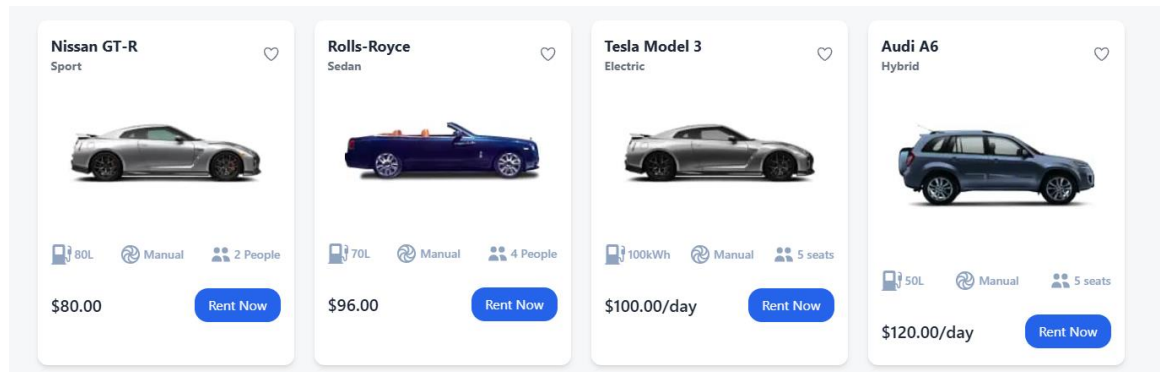 Nissan GT-R
Sport
80L Manual 2 People
$80.00 Rent Now
Rolls-Royce
Sedan
70L Manual 4 People
$96.00 Rent Now
Tesla Model 3
Electric
100kWh Manual 5 seats
$100.00/day Rent Now
Audi A6
Hybrid
50L Manual 5 seats
$120.00/day Rent Now